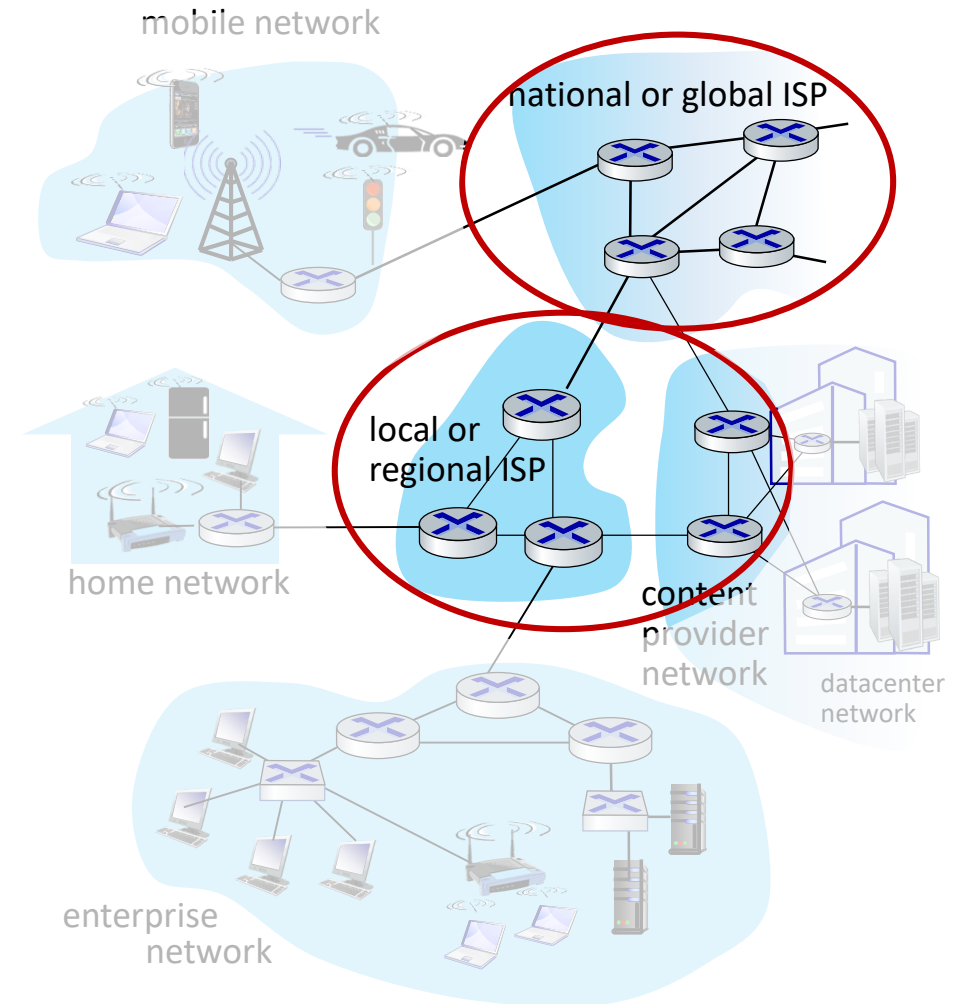 mobile network
national or global ISP
local or
regional ISP
home network
content
provider
network
datacenter
network
enterprise
network